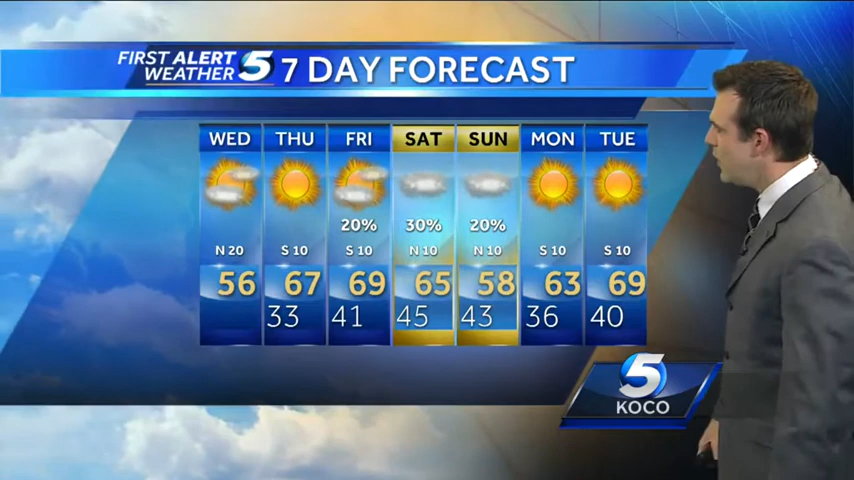 FIRST ALERT
WEATHER 5
7 DAY FORECAST
WED THU FRI SAT SUN MON TUE
20% 30% 20%
N 20 S 10 S 10 N 10 N 10 S 10 S 10
56 67 69 65 58 63 69
33 41 45 43 36 40
5
KOCO